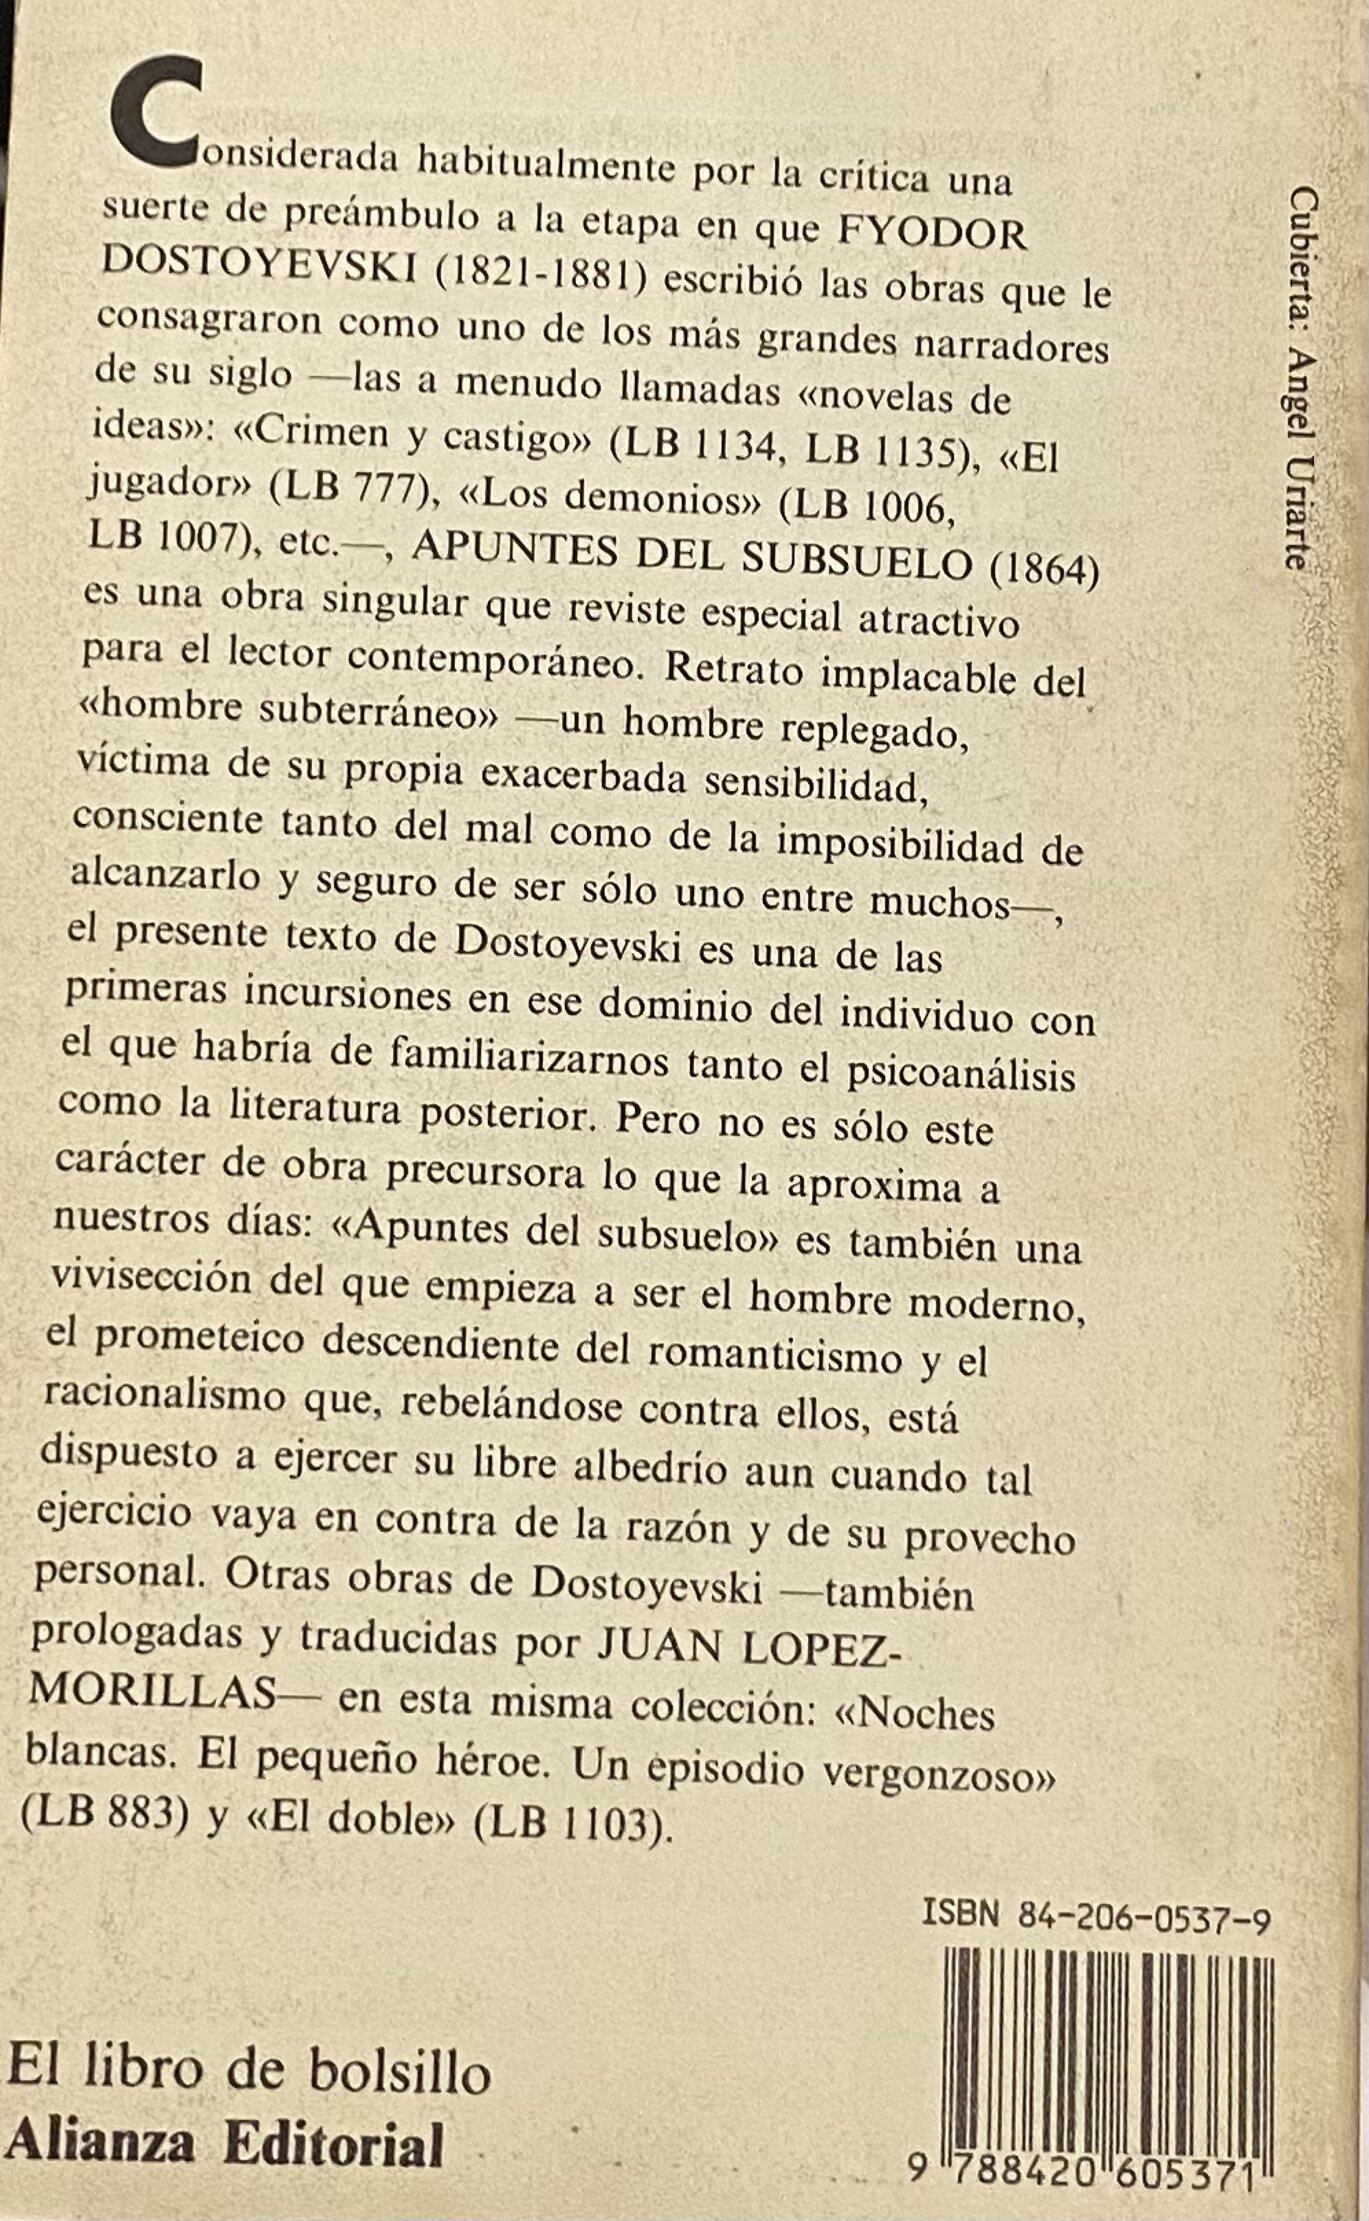 Considerada habitualmente por la crítica una
suerte de preámbulo a la etapa en que FYODOR
DOSTOYEVSKI (1821-1881) escribió las obras que le
consagraron como uno de los más grandes narradores
de su siglo —las a menudo llamadas «novelas de
ideas»: «Crimen y castigo» (LB 1134, LB 1135), «El
jugador» (LB 777), «Los demonios» (LB 1006,
LB 1007), etc.—, APUNTES DEL SUBSUELO (1864)
es una obra singular que reviste especial atractivo
para el lector contemporáneo. Retrato implacable del
«hombre subterráneo» —un hombre replegado,
víctima de su propia exacerbada sensibilidad,
consciente tanto del mal como de la imposibilidad de
alcanzarlo y seguro de ser sólo uno entre muchos—,
el presente texto de Dostoyevski es una de las
primeras incursiones en ese dominio del individuo con
el que habría de familiarizarnos tanto el psicoanálisis
como la literatura posterior. Pero no es sólo este
carácter de obra precursora lo que la aproxima a
nuestros días: «Apuntes del subsuelo» es también una
vivisección del que empieza a ser el hombre moderno,
el prometeico descendiente del romanticismo y el
racionalismo que, rebelándose contra ellos, está
dispuesto a ejercer su libre albedrío aun cuando tal
ejercicio vaya en contra de la razón y de su provecho
personal. Otras obras de Dostoyevski —también
prologadas y traducidas por JUAN LOPEZ-
MORILLAS— en esta misma colección: «Noches
blancas. El pequeño héroe. Un episodio vergonzoso»
(LB 883) y «El doble» (LB 1103).
Cubierta: Angel Uriarte
ISBN 84-206-0537-9
9 788420 605371
El libro de bolsillo
Alianza Editorial